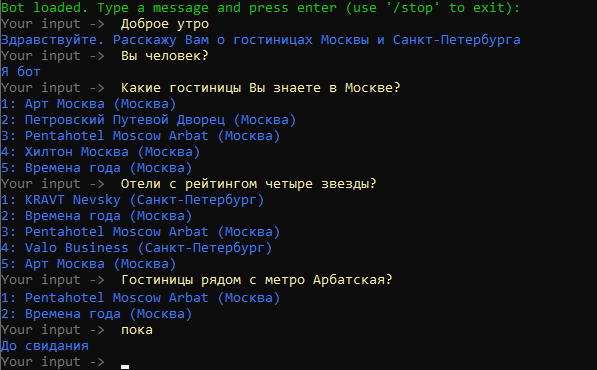 Bot loaded. Type a message and press enter (use '/stop' to exit):
Your input -> Доброе утро
Здравствуйте. Расскажу Вам о гостиницах Москвы и Санкт-Петербурга
Your input -> Вы человек?
Я бот
Your input -> Какие гостиницы Вы знаете в Москве?
1: Арт Москва (Москва)
2: Петровский Путевой Дворец (Москва)
3: Pentahotel Moscow Arbat (Москва)
4: Хилтон Москва (Москва)
5: Времена года (Москва)
Your input -> Отели с рейтингом четыре звезды?
1: KRAVT Nevsky (Санкт-Петербург)
2: Времена года (Москва)
3: Pentahotel Moscow Arbat (Москва)
4: Valo Business (Санкт-Петербург)
5: Арт Москва (Москва)
Your input -> Гостиницы рядом с метро Арбатская?
1: Pentahotel Moscow Arbat (Москва)
2: Времена года (Москва)
Your input -> пока
До свидания
Your input ->